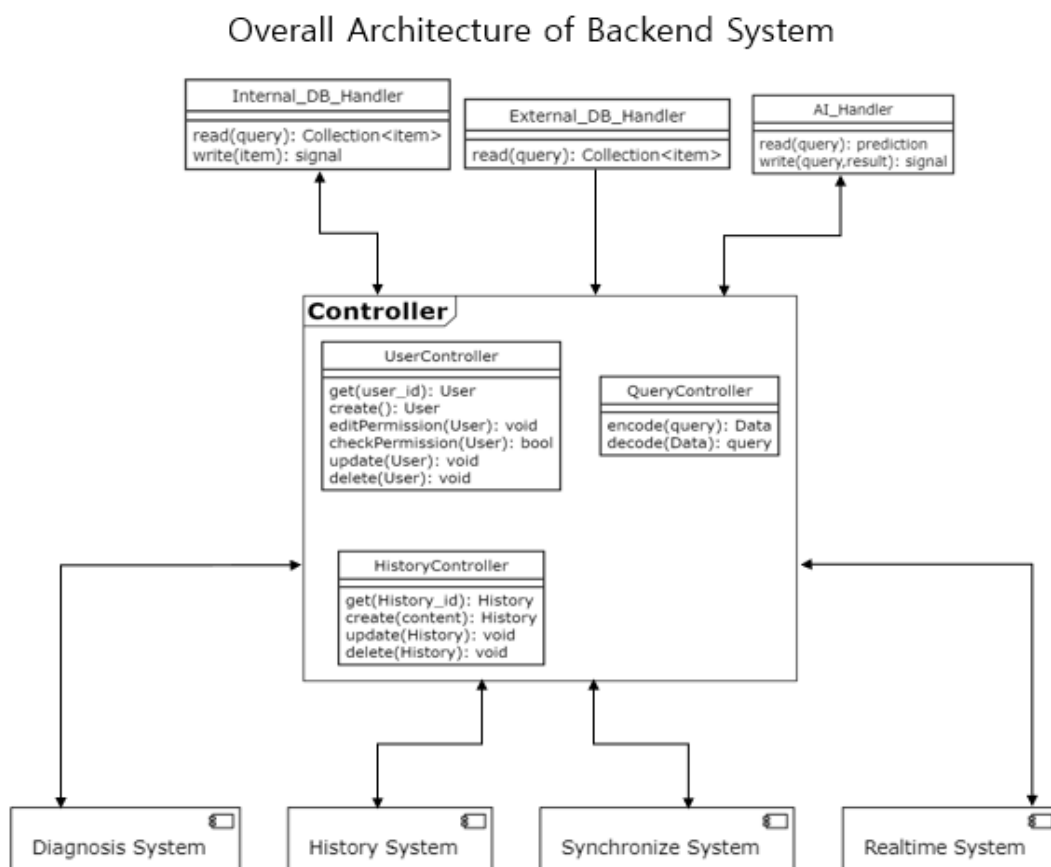 Overall Architecture of Backend System
Internal_DB_Handler
read(query): Collection<item>
write(item): signal
External_DB_Handler
read(query): Collection<item>
AI_Handler
read(query): prediction
write(query,result): signal
Controller
UserController
get(user_id): User
create(): User
editPermission(User): void
checkPermission(User): bool
update(User): void
delete(User): void
QueryController
encode(query): Data
decode(Data): query
HistoryController
get(History_id): History
create(content): History
update(History): void
delete(History): void
Diagnosis System
History System
Synchronize System
Realtime System